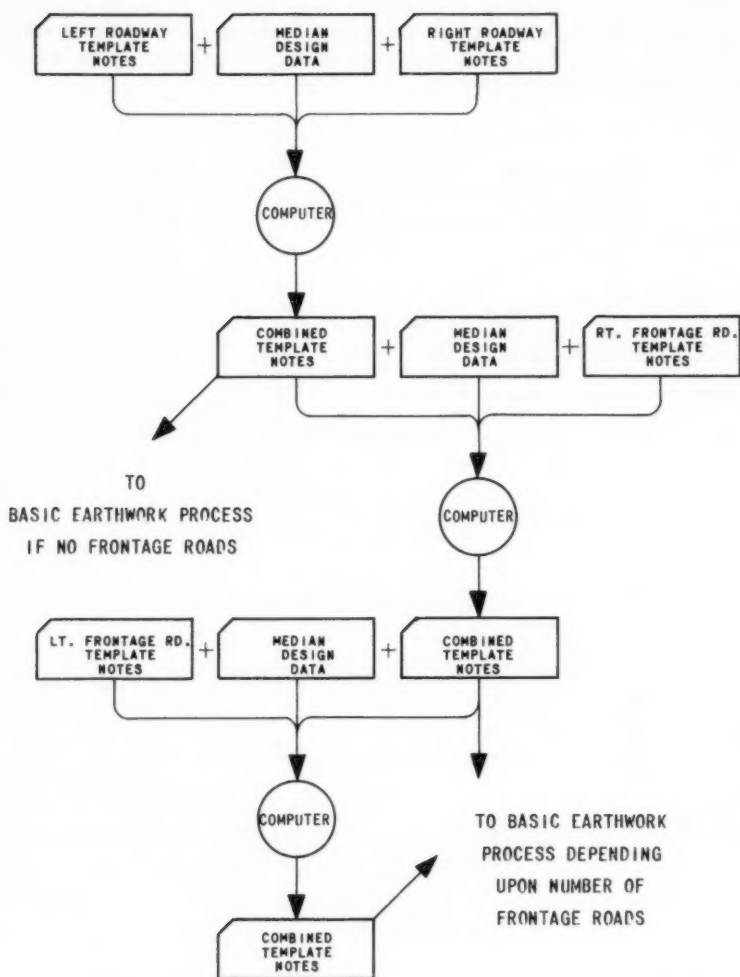 LEFT ROADWAY
TEMPLATE
NOTES
+
MEDIAN
DESIGN
DATA
+
RIGHT ROADWAY
TEMPLATE
NOTES
COMPUTER
COMBINED
TEMPLATE
NOTES
+
MEDIAN
DESIGN
DATA
+
RT. FRONTAGE RD.
TEMPLATE
NOTES
TO
BASIC EARTHWORK PROCESS
IF NO FRONTAGE ROADS
COMPUTER
LT. FRONTAGE RD.
TEMPLATE
NOTES
+
MEDIAN
DESIGN
DATA
+
COMBINED
TEMPLATE
NOTES
COMPUTER
TO BASIC EARTHWORK
PROCESS DEPENDING
UPON NUMBER OF
FRONTAGE ROADS
COMBINED
TEMPLATE
NOTES